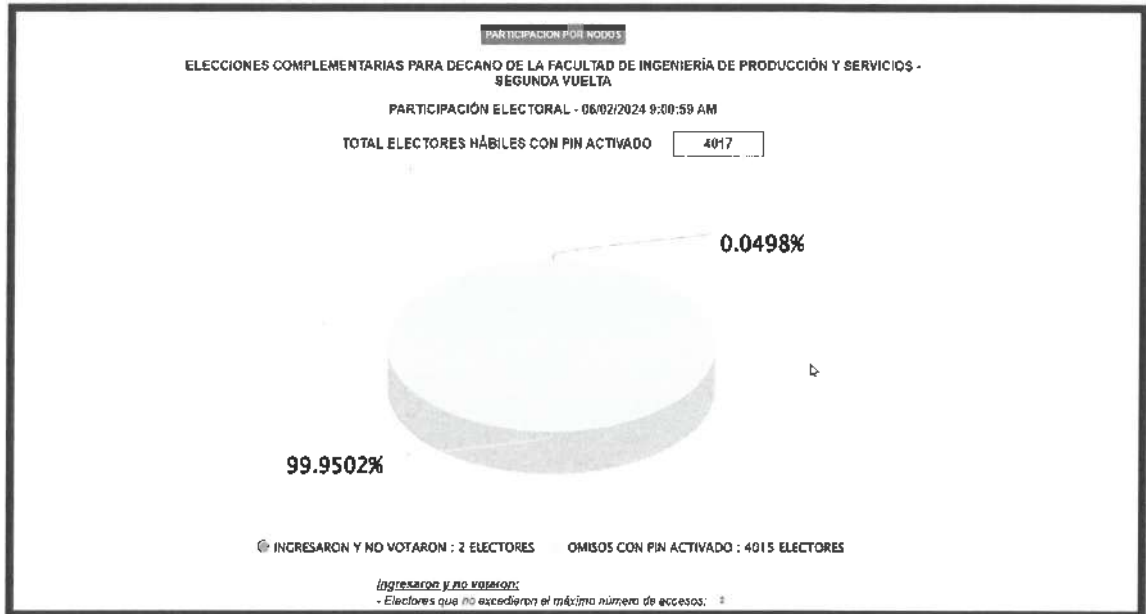 PARTICIPACION POR NODOS
ELECCIONES COMPLEMENTARIAS PARA DECANO DE LA FACULTAD DE INGENIERÍA DE PRODUCCIÓN Y SERVICIOS -
SEGUNDA VUELTA
PARTICIPACIÓN ELECTORAL - 06/02/2024 9:00:59 AM
TOTAL ELECTORES HÁBILES CON PIN ACTIVADO 4017
0.0498%
99.9502%
INGRESARON Y NO VOTARON : 2 ELECTORES OMISOS CON PIN ACTIVADO : 4015 ELECTORES
Ingresaron y no votaron:
- Electores que no excedieron el máximo número de accesos: